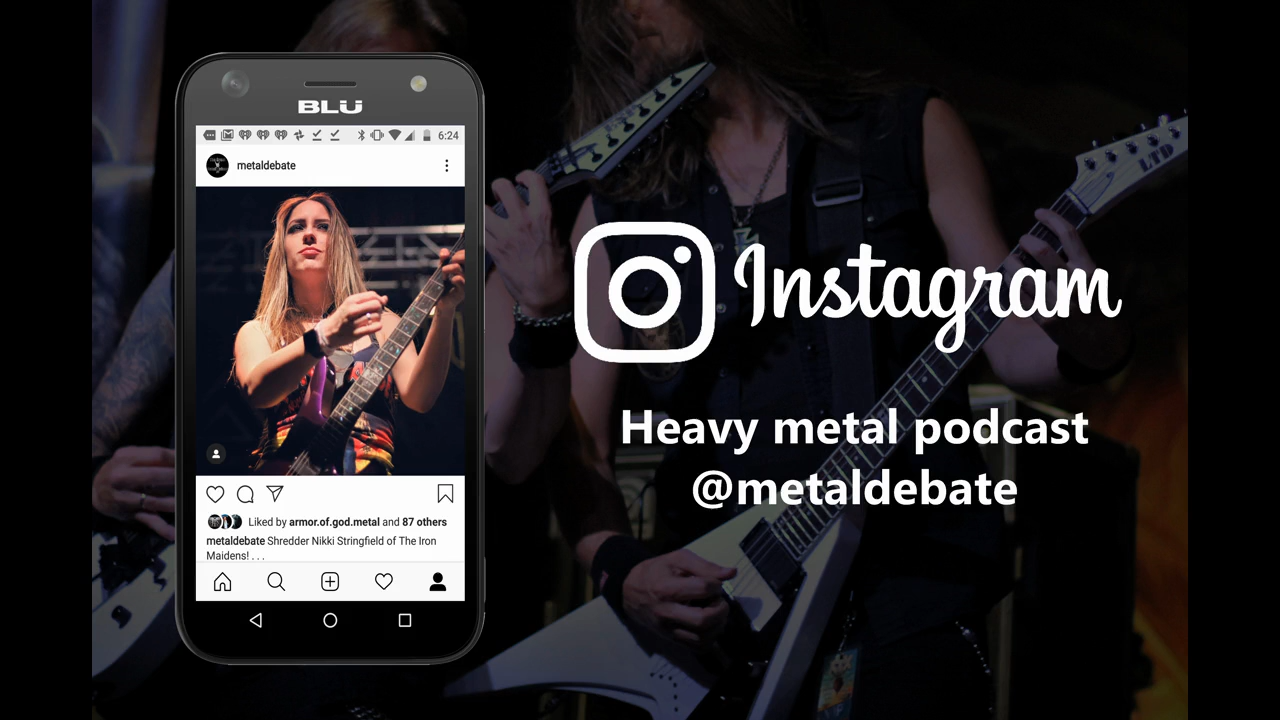 BLU
6:24
metaldebate
Liked by armor.of.god.metal and 87 others
metaldebate Shredder Nikki Stringfield of The Iron
Maidens! . . .
Instagram
Heavy metal podcast
@metaldebate
LTD